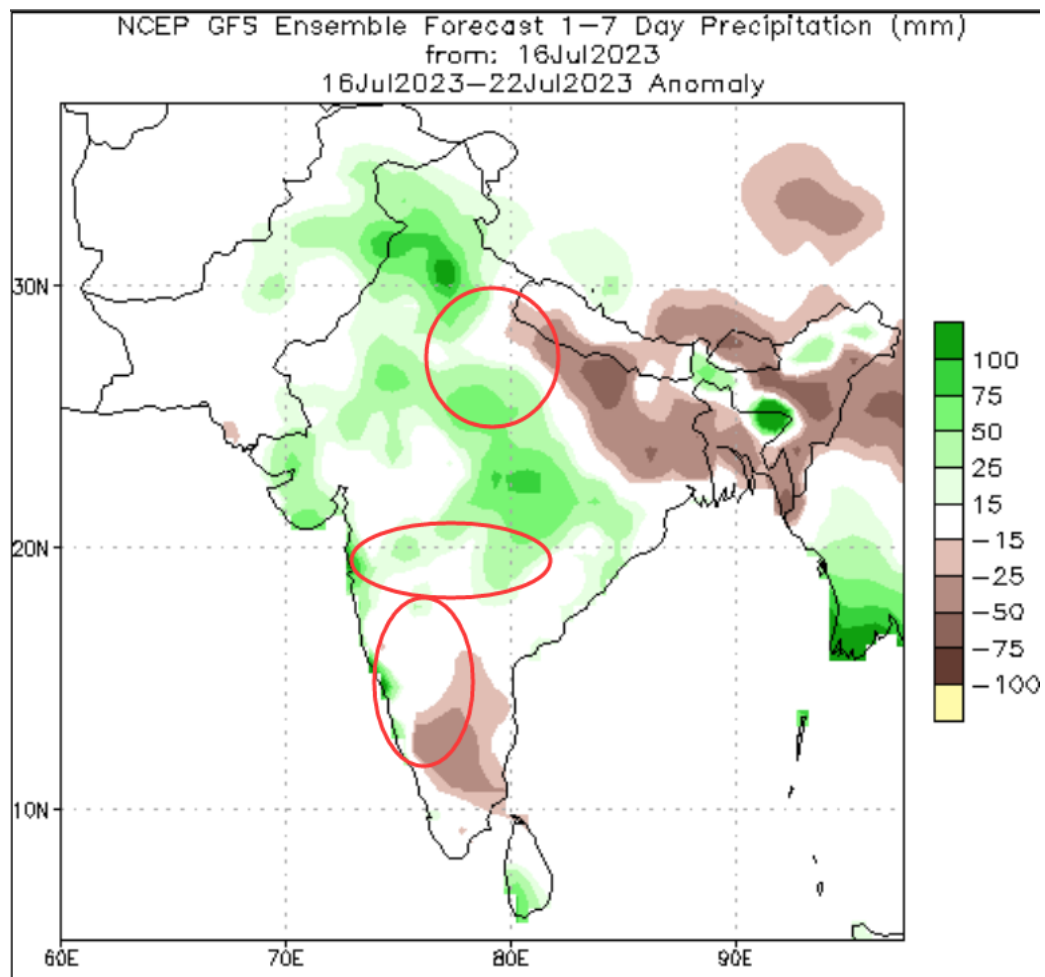 NCEP GFS Ensemble Forecast 1–7 Day Precipitation (mm)
from: 16Jul2023
16Jul2023–22Jul2023 Anomaly
30N
20N
10N
60E 70E 80E 90E
100
75
50
25
15
−15
−25
−50
−75
−100